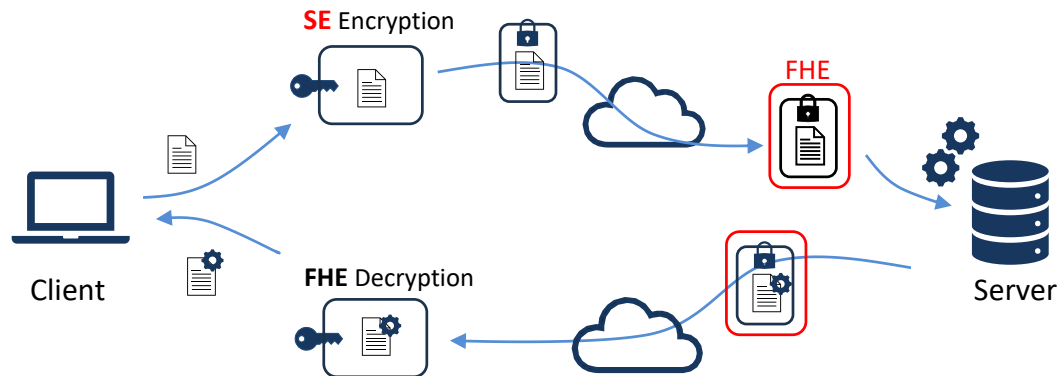 SE Encryption
FHE
Client
FHE Decryption
Server